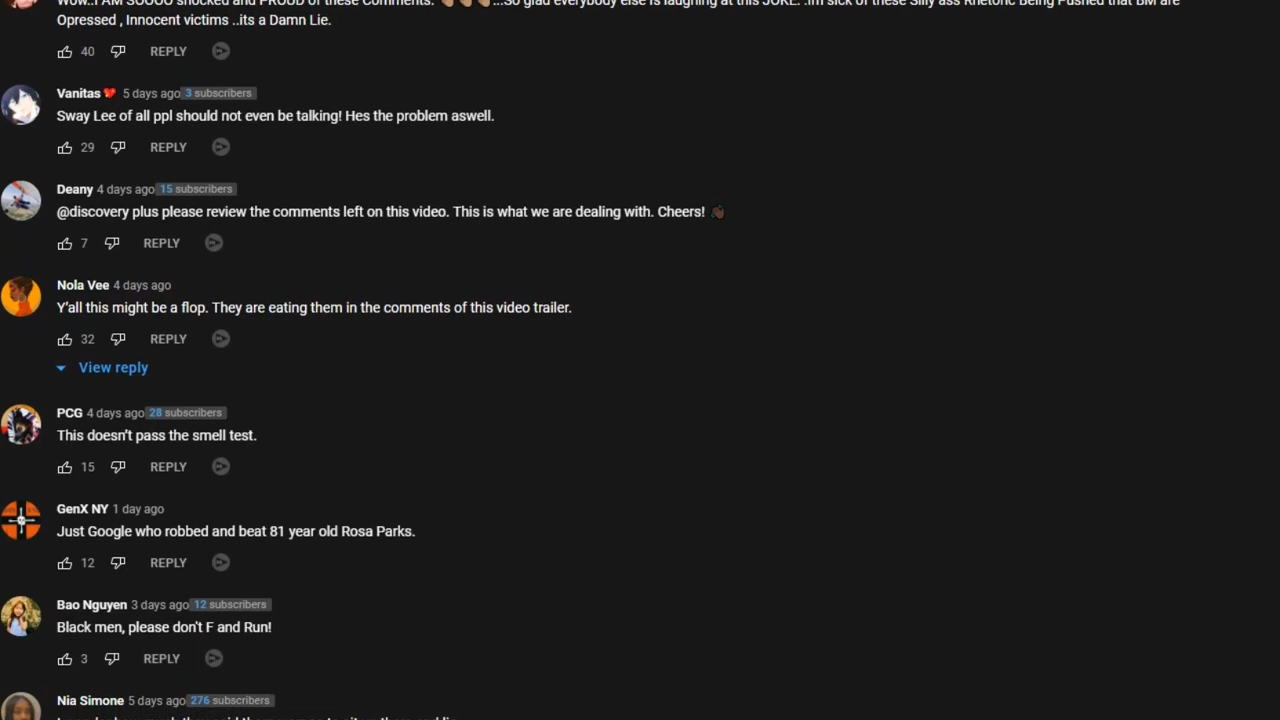 Wow..I AM SOOOO shocked and PROUD of these Comments. 👏🏽👏🏽👏🏽...So glad everybody else is laughing at this JOKE. .Im sick of these Silly ass Rhetoric Being Pushed that BM are
Opressed , Innocent victims ..its a Damn Lie.
40 REPLY
Vanitas 5 days ago 3 subscribers
Sway Lee of all ppl should not even be talking! Hes the problem aswell.
29 REPLY
Deany 4 days ago 15 subscribers
@discovery plus please review the comments left on this video. This is what we are dealing with. Cheers!
7 REPLY
Nola Vee 4 days ago
Y'all this might be a flop. They are eating them in the comments of this video trailer.
32 REPLY
View reply
PCG 4 days ago 28 subscribers
This doesn't pass the smell test.
15 REPLY
GenX NY 1 day ago
Just Google who robbed and beat 81 year old Rosa Parks.
12 REPLY
Bao Nguyen 3 days ago 12 subscribers
Black men, please don't F and Run!
3 REPLY
Nia Simone 5 days ago 276 subscribers